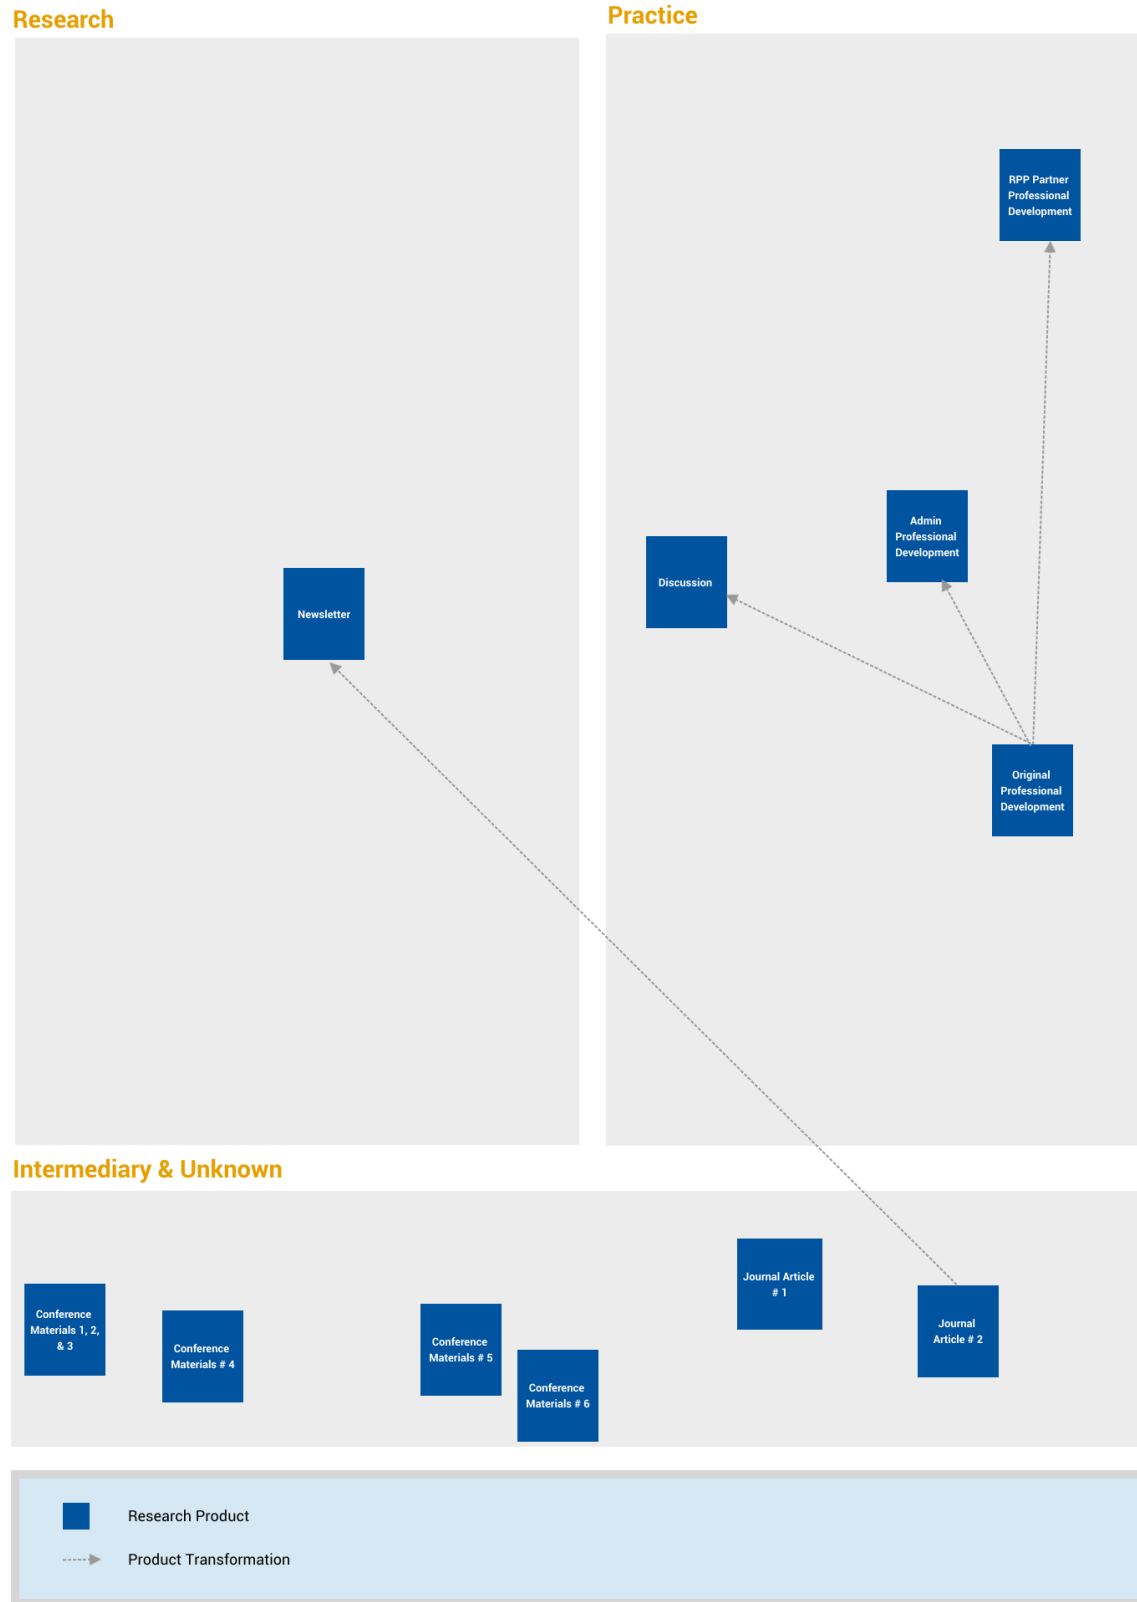 Research
Practice
RPP Partner
Professional
Development
Admin
Professional
Development
Discussion
Newsletter
Original
Professional
Development
Intermediary & Unknown
Journal Article
# 1
Conference
Materials 1, 2,
& 3
Journal
Article # 2
Conference
Materials # 4
Conference
Materials # 5
Conference
Materials # 6
Research Product
Product Transformation